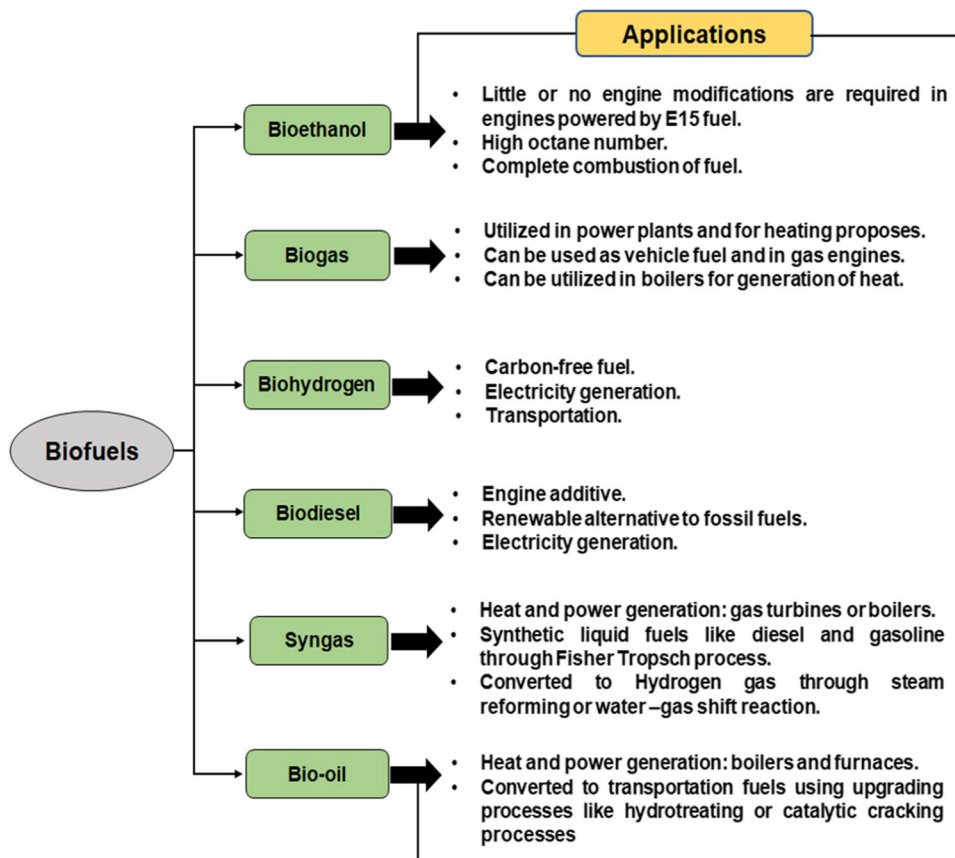 Applications
Biofuels
Bioethanol
• Little or no engine modifications are required in
engines powered by E15 fuel.
• High octane number.
• Complete combustion of fuel.
Biogas
• Utilized in power plants and for heating proposes.
• Can be used as vehicle fuel and in gas engines.
• Can be utilized in boilers for generation of heat.
Biohydrogen
• Carbon-free fuel.
• Electricity generation.
• Transportation.
Biodiesel
• Engine additive.
• Renewable alternative to fossil fuels.
• Electricity generation.
Syngas
• Heat and power generation: gas turbines or boilers.
• Synthetic liquid fuels like diesel and gasoline
through Fisher Tropsch process.
• Converted to Hydrogen gas through steam
reforming or water –gas shift reaction.
Bio-oil
• Heat and power generation: boilers and furnaces.
• Converted to transportation fuels using upgrading
processes like hydrotreating or catalytic cracking
processes